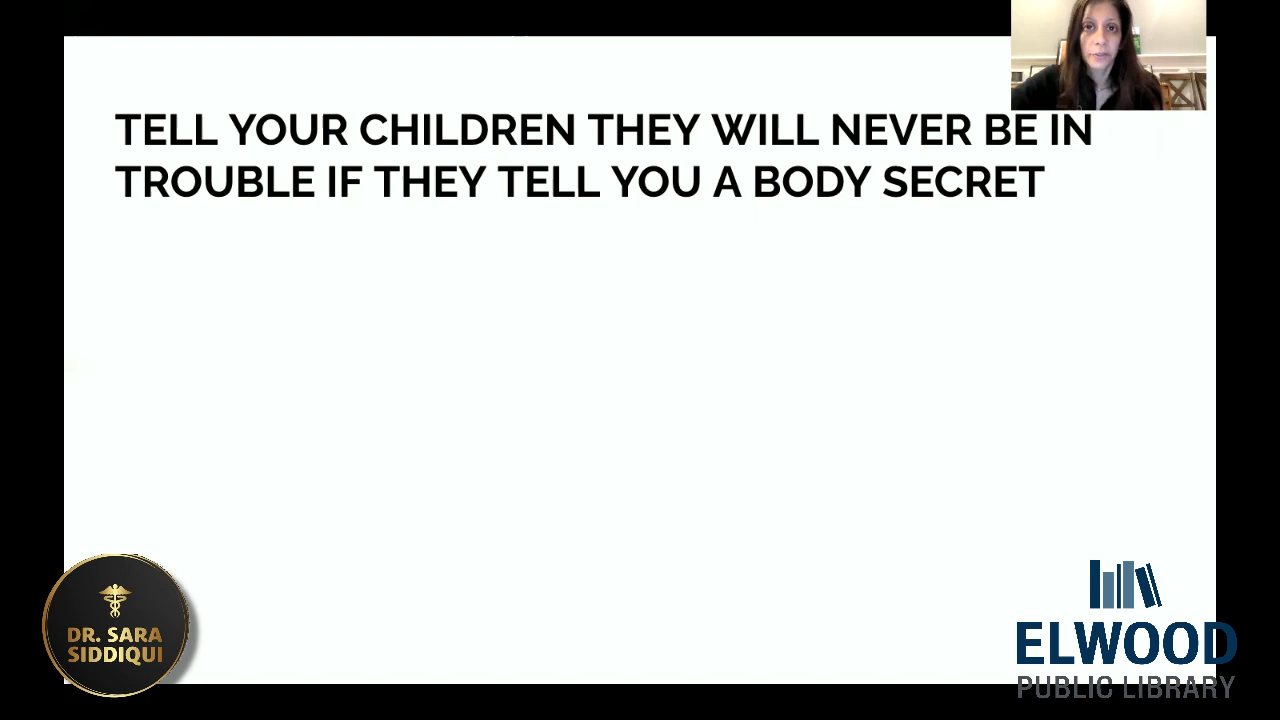 TELL YOUR CHILDREN THEY WILL NEVER BE IN
TROUBLE IF THEY TELL YOU A BODY SECRET
DR. SARA
SIDDIQUI
ELWOOD
PUBLIC LIBRARY